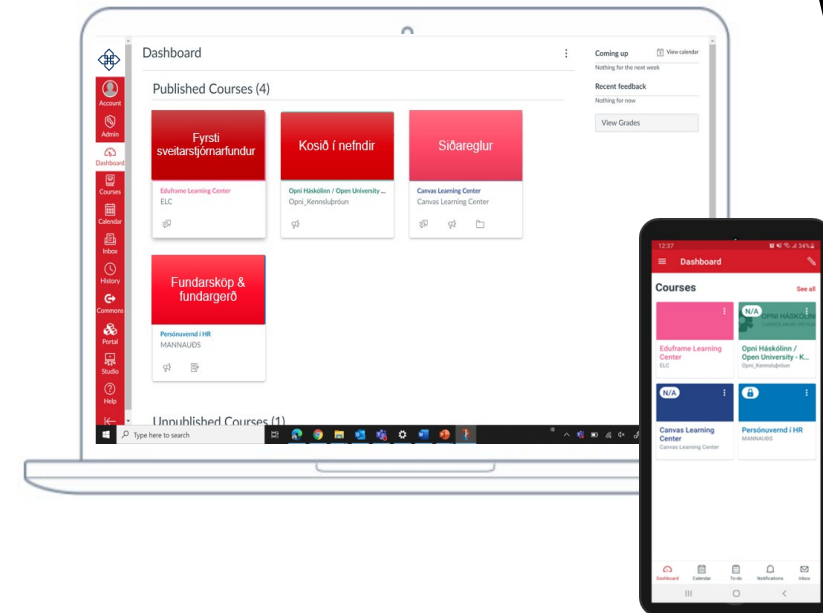 Dashboard
Published Courses (4)
Fyrsti
sveitarstjórnarfundur
Eduframe Learning Center
ELC
Kosið í nefndir
Opni Háskólinn / Open University ...
Opni_Kennsluþróun
Siðareglur
Canvas Learning Center
Canvas Learning Center
Fundarsköp &
fundargerð
Persónuvernd í HR
MANNAUÐS
Unpublished Courses (1)
Coming up
View calendar
Nothing for the next week
Recent feedback
Nothing for now
View Grades
Account
Admin
Dashboard
Courses
Calendar
Inbox
History
Commons
Portal
Studio
Help
Type here to search
12:37
34%
Dashboard
Courses
See all
Eduframe Learning
Center
ELC
N/A
OPNI HÁSKÓLINN
Opni Háskólinn /
Open University - K...
Opni_Kennsluþróun
N/A
Canvas Learning
Center
Canvas Learning Center
Persónuvernd í HR
MANNAUÐS
Dashboard
Calendar
To-do
Notifications
Inbox